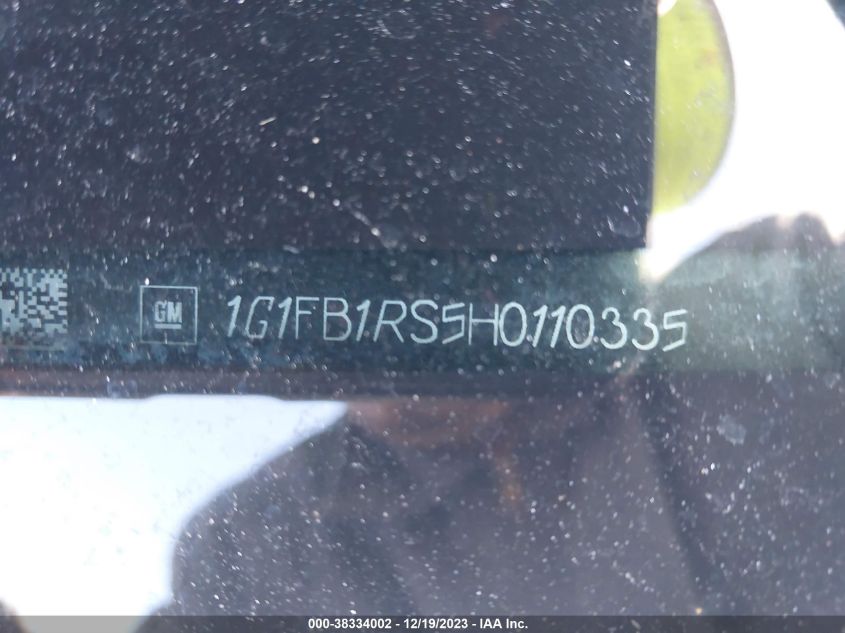 GM 1G1FB1RS5H0110335
000-38334002 - 12/19/2023 - IAA Inc.